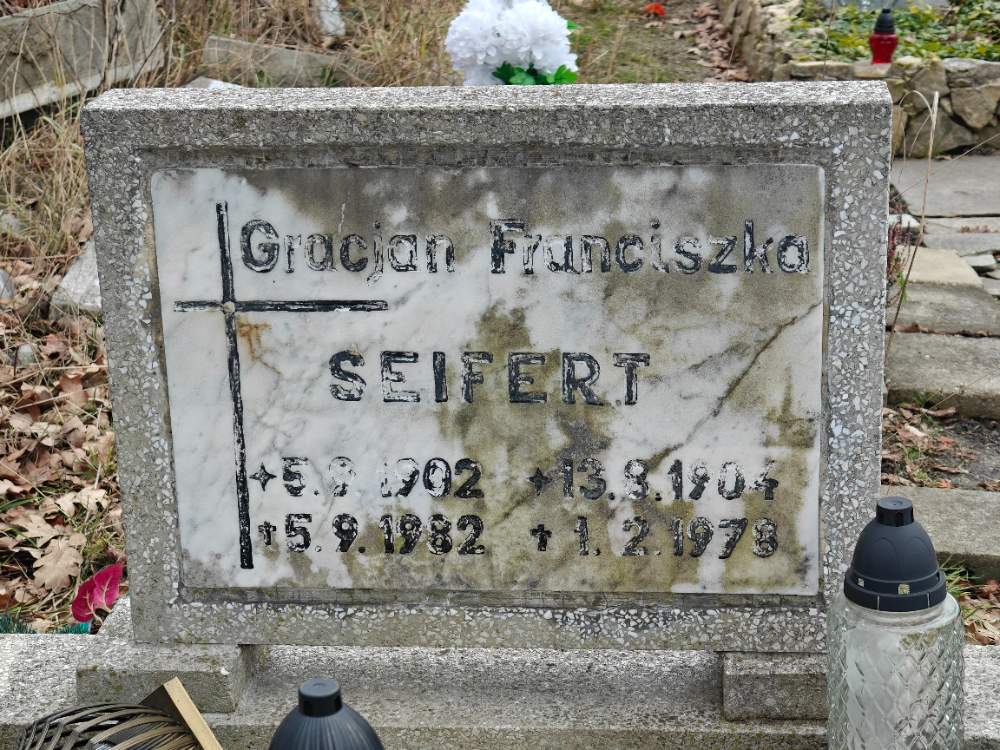 Gracjan Franciszka
SEIFERT
5.9.1902 13.8.1904
5.9.1982 1.2.1978